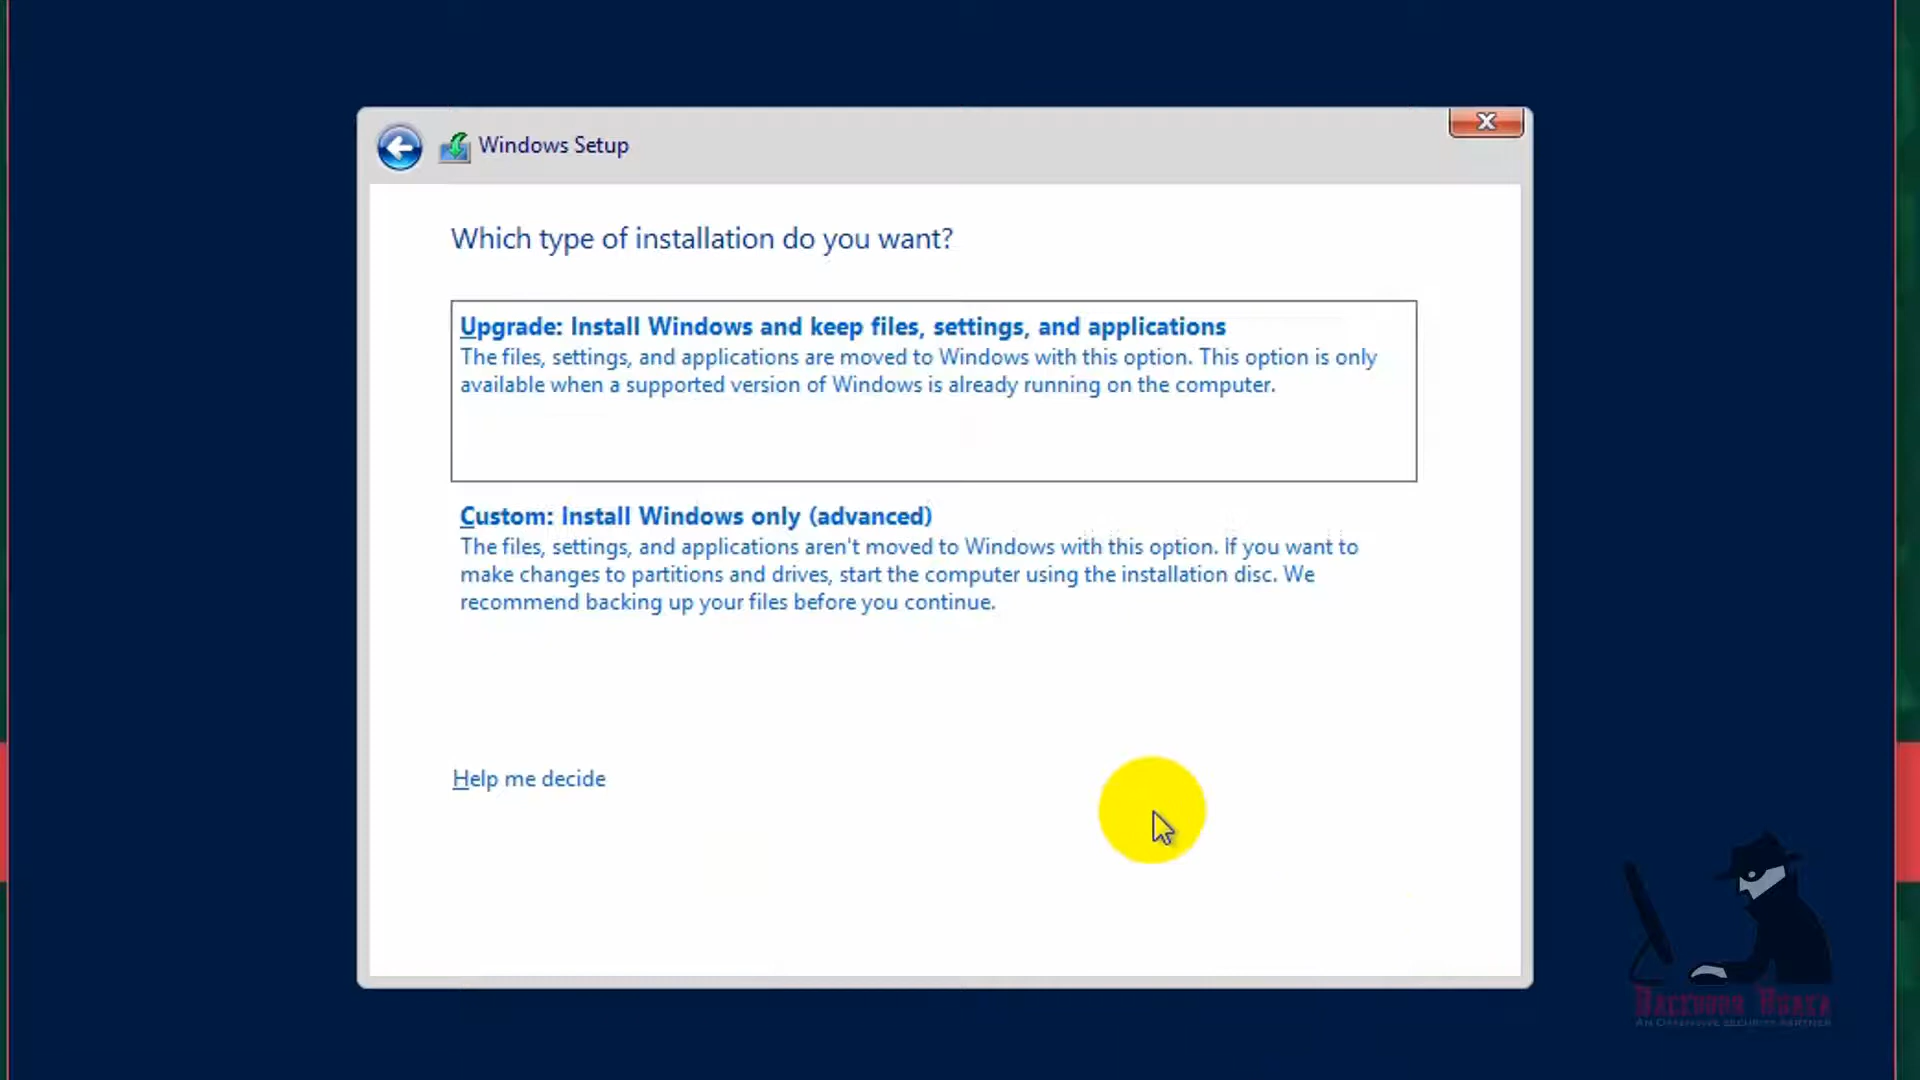 Windows Setup
Which type of installation do you want?
Upgrade: Install Windows and keep files, settings, and applications
The files, settings, and applications are moved to Windows with this option. This option is only
available when a supported version of Windows is already running on the computer.
Custom: Install Windows only (advanced)
The files, settings, and applications aren't moved to Windows with this option. If you want to
make changes to partitions and drives, start the computer using the installation disc. We
recommend backing up your files before you continue.
Help me decide
AN OFFENSIVE SECURITY PARTNER